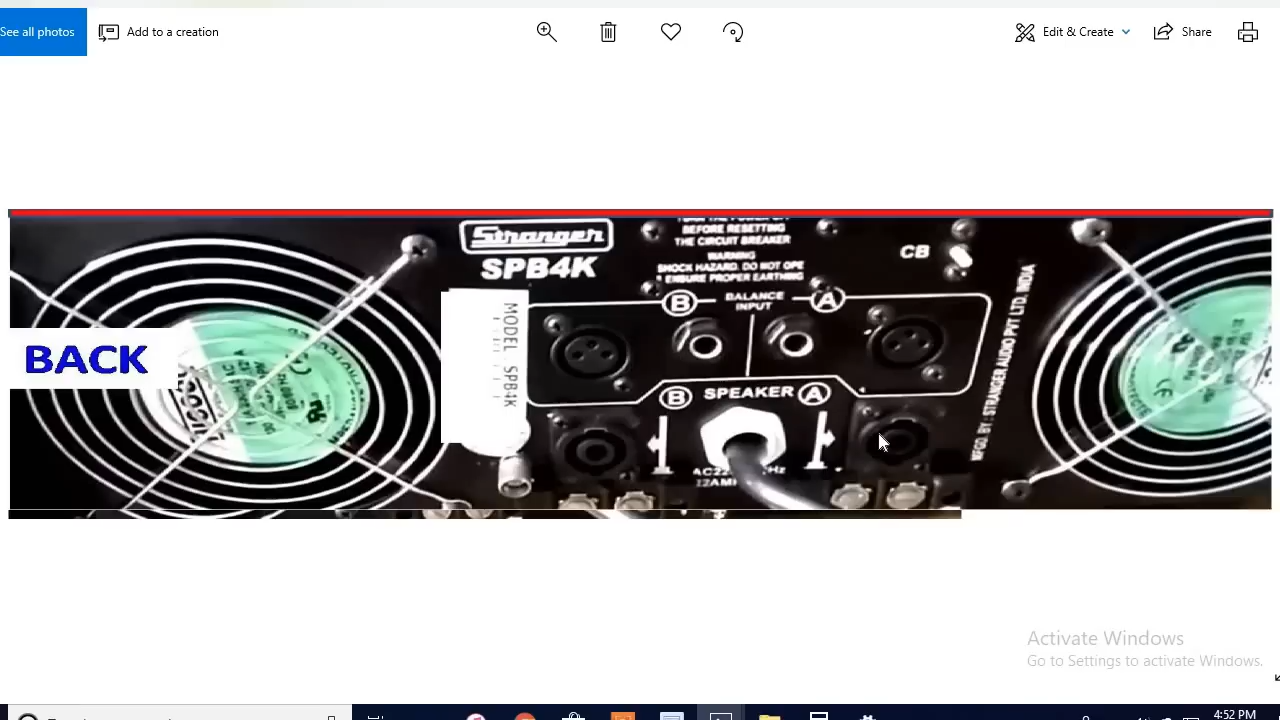 See all photos
Add to a creation
Edit & Create
Share
Stranger
SPB4K
BEFORE RESETTING
THE CIRCUIT BREAKER
WARNING
SHOCK HAZARD. DO NOT OPE
ENSURE PROPER EARTHING
CB
B BALANCE INPUT A
MODEL : SPB4K
B SPEAKER A
MFGD. BY : STRANGER AUDIO PVT LTD. INDIA
BACK
Activate Windows
Go to Settings to activate Windows.
4:52 PM